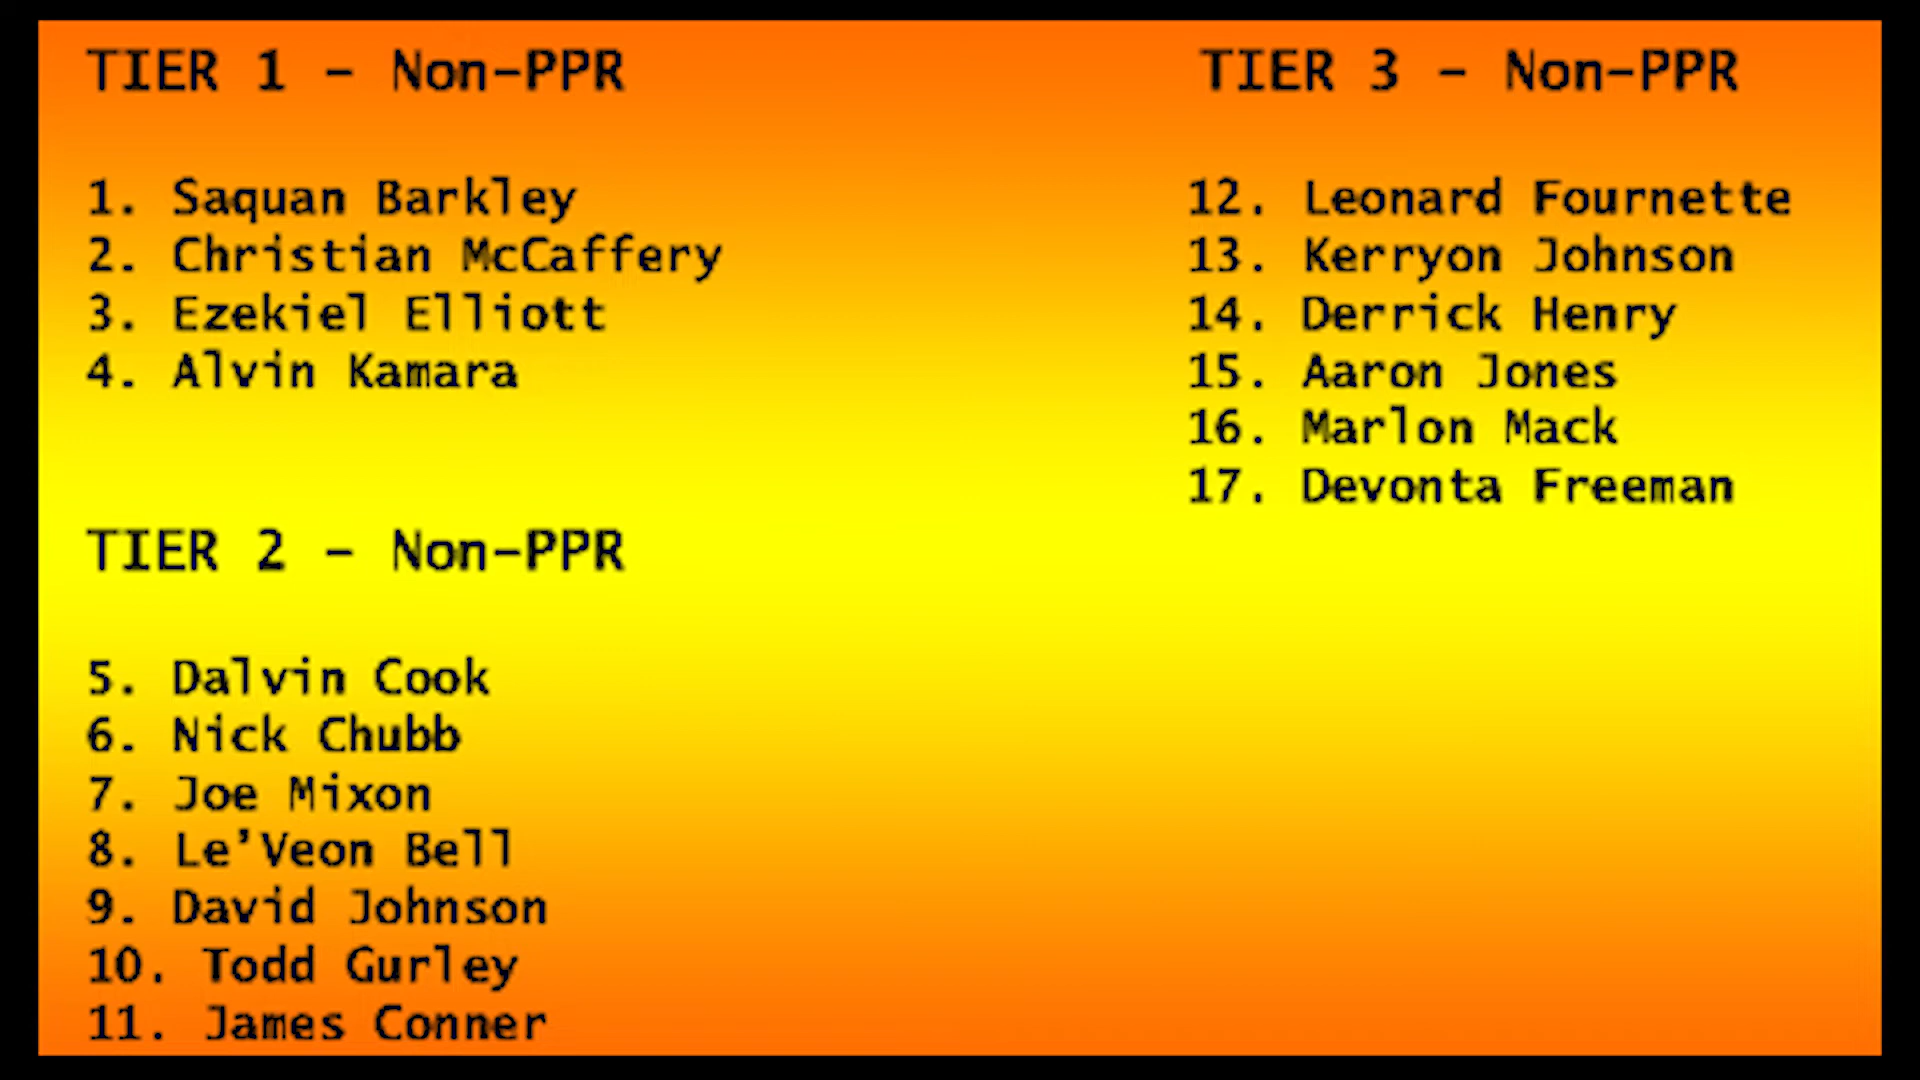 TIER 1 - Non-PPR
1. Saquan Barkley
2. Christian McCaffery
3. Ezekiel Elliott
4. Alvin Kamara
TIER 2 - Non-PPR
5. Dalvin Cook
6. Nick Chubb
7. Joe Mixon
8. Le'Veon Bell
9. David Johnson
10. Todd Gurley
11. James Conner
TIER 3 - Non-PPR
12. Leonard Fournette
13. Kerryon Johnson
14. Derrick Henry
15. Aaron Jones
16. Marlon Mack
17. Devonta Freeman